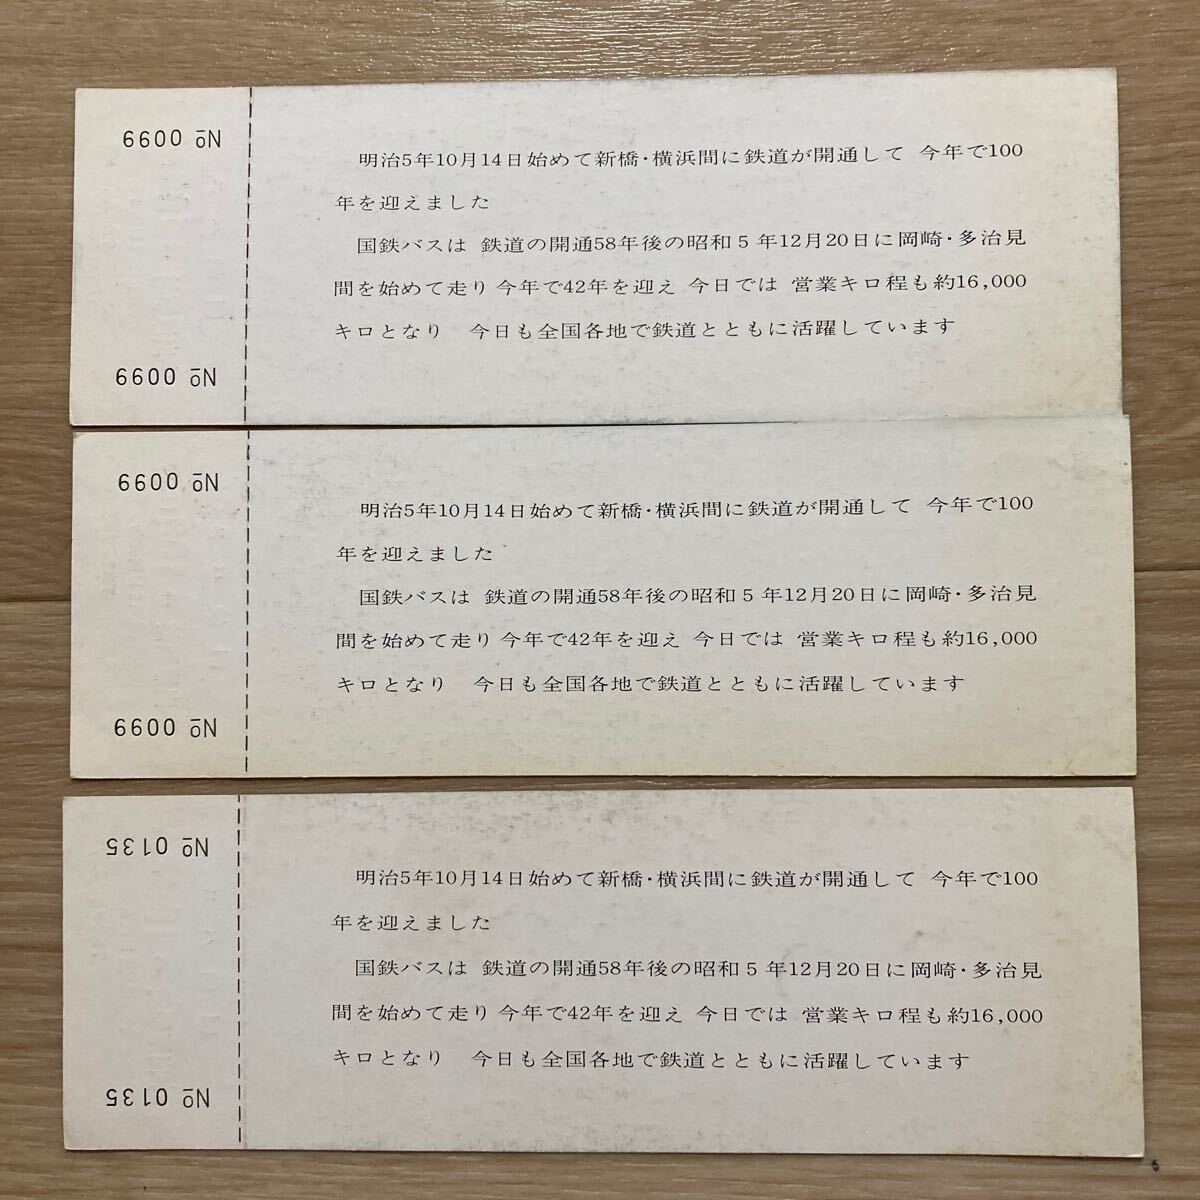 № 0099
№ 0099
明治5年10月14日始めて新橋・横浜間に鉄道が開通して 今年で100
年を迎えました
国鉄バスは 鉄道の開通58年後の昭和5年12月20日に岡崎・多治見
間を始めて走り 今年で42年を迎え 今日では 営業キロ程も約16,000
キロとなり 今日も全国各地で鉄道とともに活躍しています
№ 0099
№ 0099
明治5年10月14日始めて新橋・横浜間に鉄道が開通して 今年で100
年を迎えました
国鉄バスは 鉄道の開通58年後の昭和5年12月20日に岡崎・多治見
間を始めて走り 今年で42年を迎え 今日では 営業キロ程も約16,000
キロとなり 今日も全国各地で鉄道とともに活躍しています
№ 0135
№ 0135
明治5年10月14日始めて新橋・横浜間に鉄道が開通して 今年で100
年を迎えました
国鉄バスは 鉄道の開通58年後の昭和5年12月20日に岡崎・多治見
間を始めて走り 今年で42年を迎え 今日では 営業キロ程も約16,000
キロとなり 今日も全国各地で鉄道とともに活躍しています